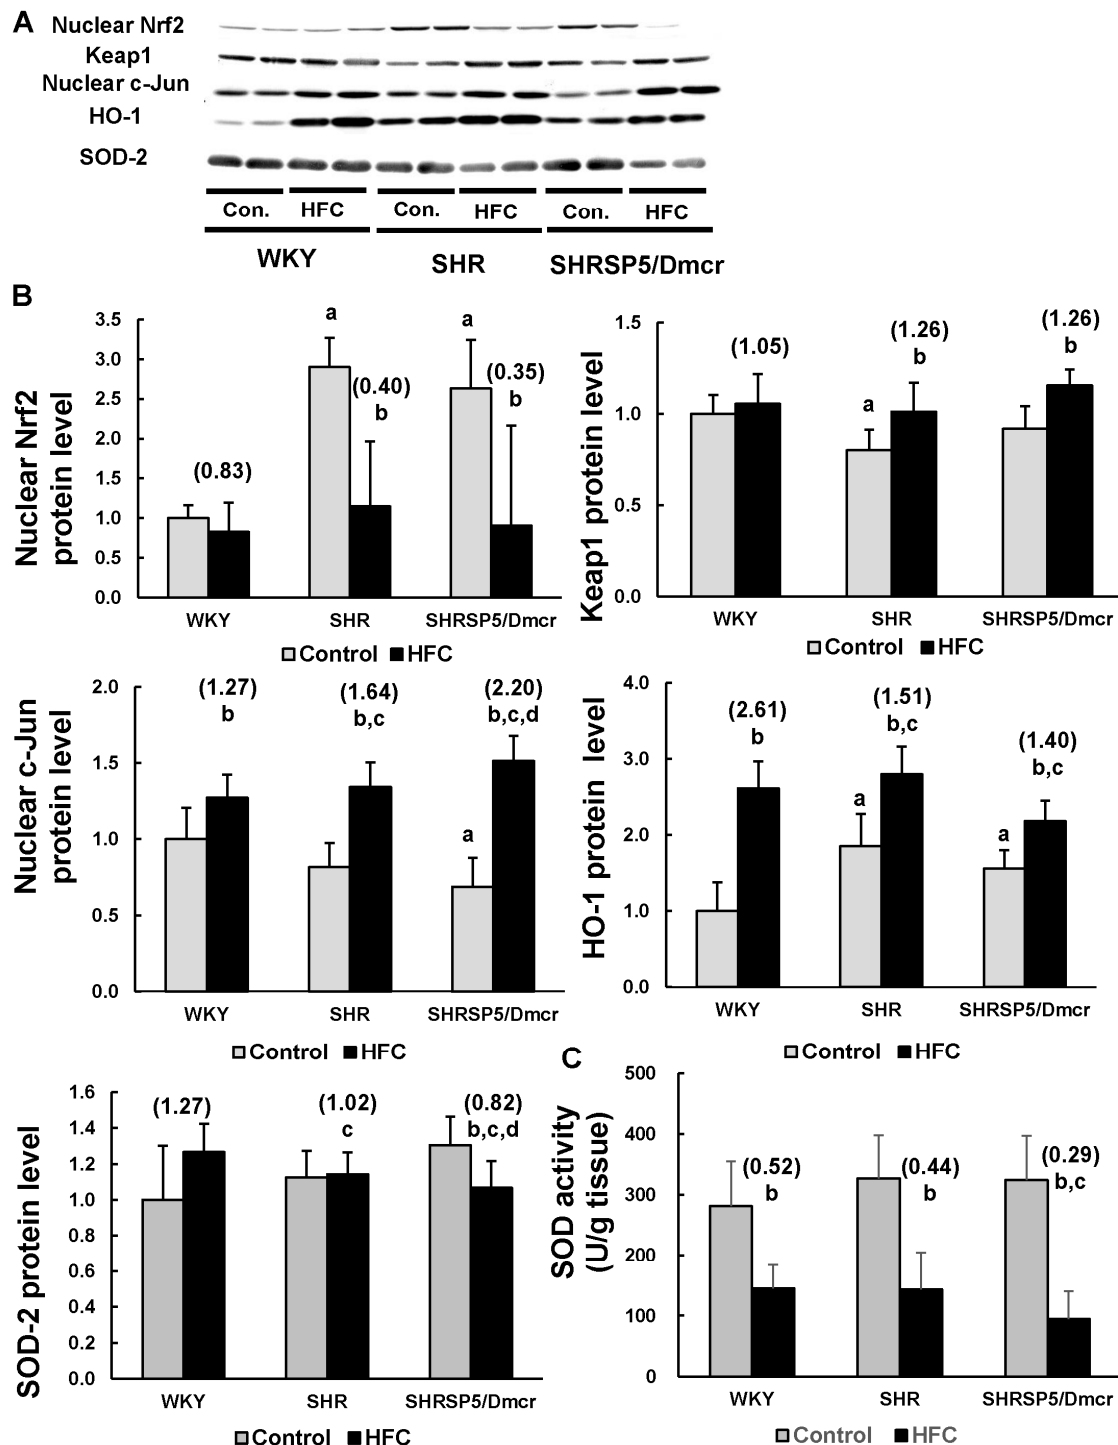 A
Nuclear Nrf2
Keap1
Nuclear c-Jun
HO-1
SOD-2
Con. HFC Con. HFC Con. HFC
WKY SHR SHRSP5/Dmcr
B
Nuclear Nrf2
protein level
3.5
3.0
2.5
2.0
1.5
1.0
0.5
0.0
(0.83)
a
(0.40)
b
a
(0.35)
b
WKY SHR SHRSP5/Dmcr
Control HFC
Keap1 protein level
1.5
1.0
0.5
0.0
(1.05)
a
(1.26)
b
(1.26)
b
WKY SHR SHRSP5/Dmcr
Control HFC
Nuclear c-Jun
protein level
2.0
1.5
1.0
0.5
0.0
(1.27)
b
(1.64)
b,c
a
(2.20)
b,c,d
WKY SHR SHRSP5/Dmcr
Control HFC
HO-1 protein level
4.0
3.0
2.0
1.0
0.0
(2.61)
b
a
(1.51)
b,c
a
(1.40)
b,c
WKY SHR SHRSP5/Dmcr
Control HFC
SOD-2 protein level
1.6
1.4
1.2
1.0
0.8
0.6
0.4
0.2
0.0
(1.27)
(1.02)
c
(0.82)
b,c,d
WKY SHR SHRSP5/Dmcr
Control HFC
C
SOD activity
(U/g tissue)
500
400
300
200
100
0
(0.52)
b
(0.44)
b
(0.29)
b,c
WKY SHR SHRSP5/Dmcr
Control HFC